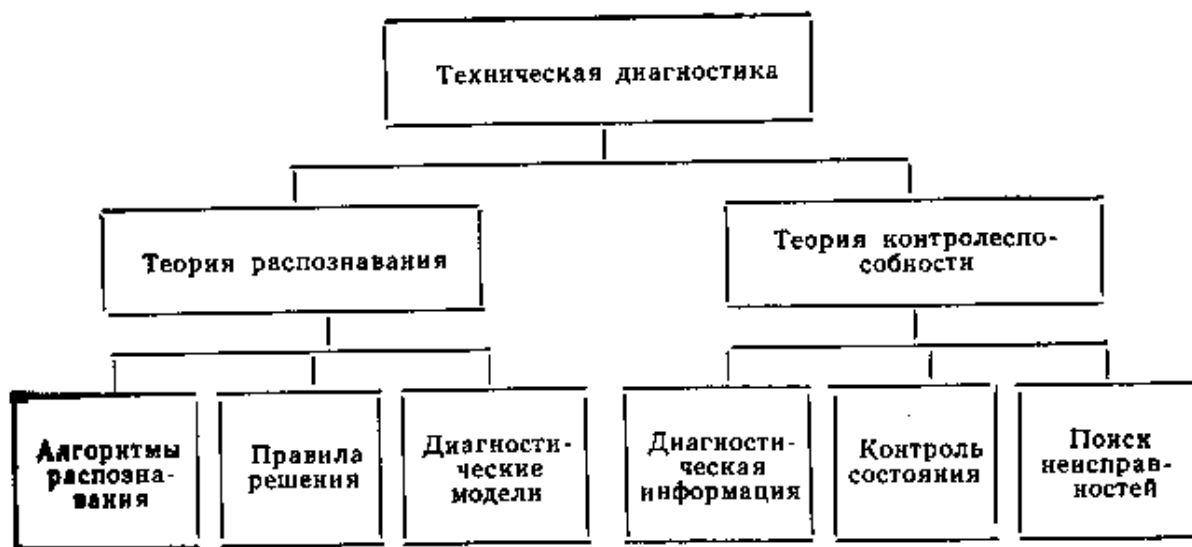 Техническая диагностика
Теория распознавания
Теория контролеспо-
собности
Алгоритмы
распозна-
вания
Правила
решения
Диагности-
ческие
модели
Диагности-
ческая
информация
Контроль
состояния
Поиск
неисправ-
ностей